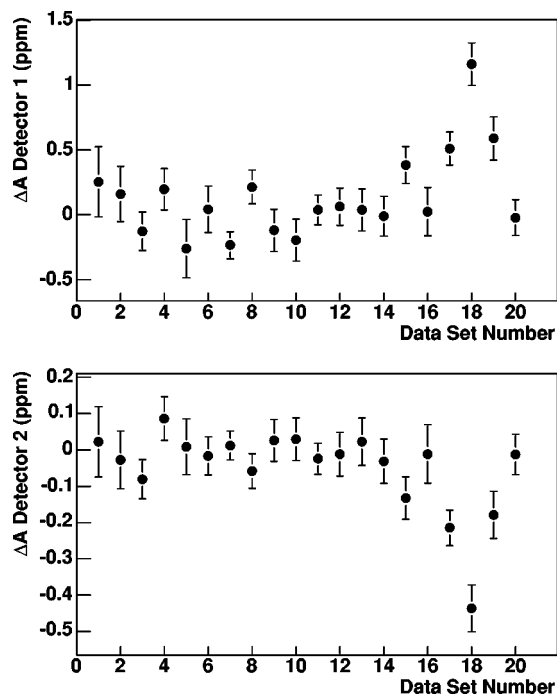 ΔA Detector 1 (ppm)
1.5
1
0.5
0
-0.5
0 2 4 6 8 10 12 14 16 18 20
Data Set Number
ΔA Detector 2 (ppm)
0.2
0.1
0
-0.1
-0.2
-0.3
-0.4
-0.5
0 2 4 6 8 10 12 14 16 18 20
Data Set Number